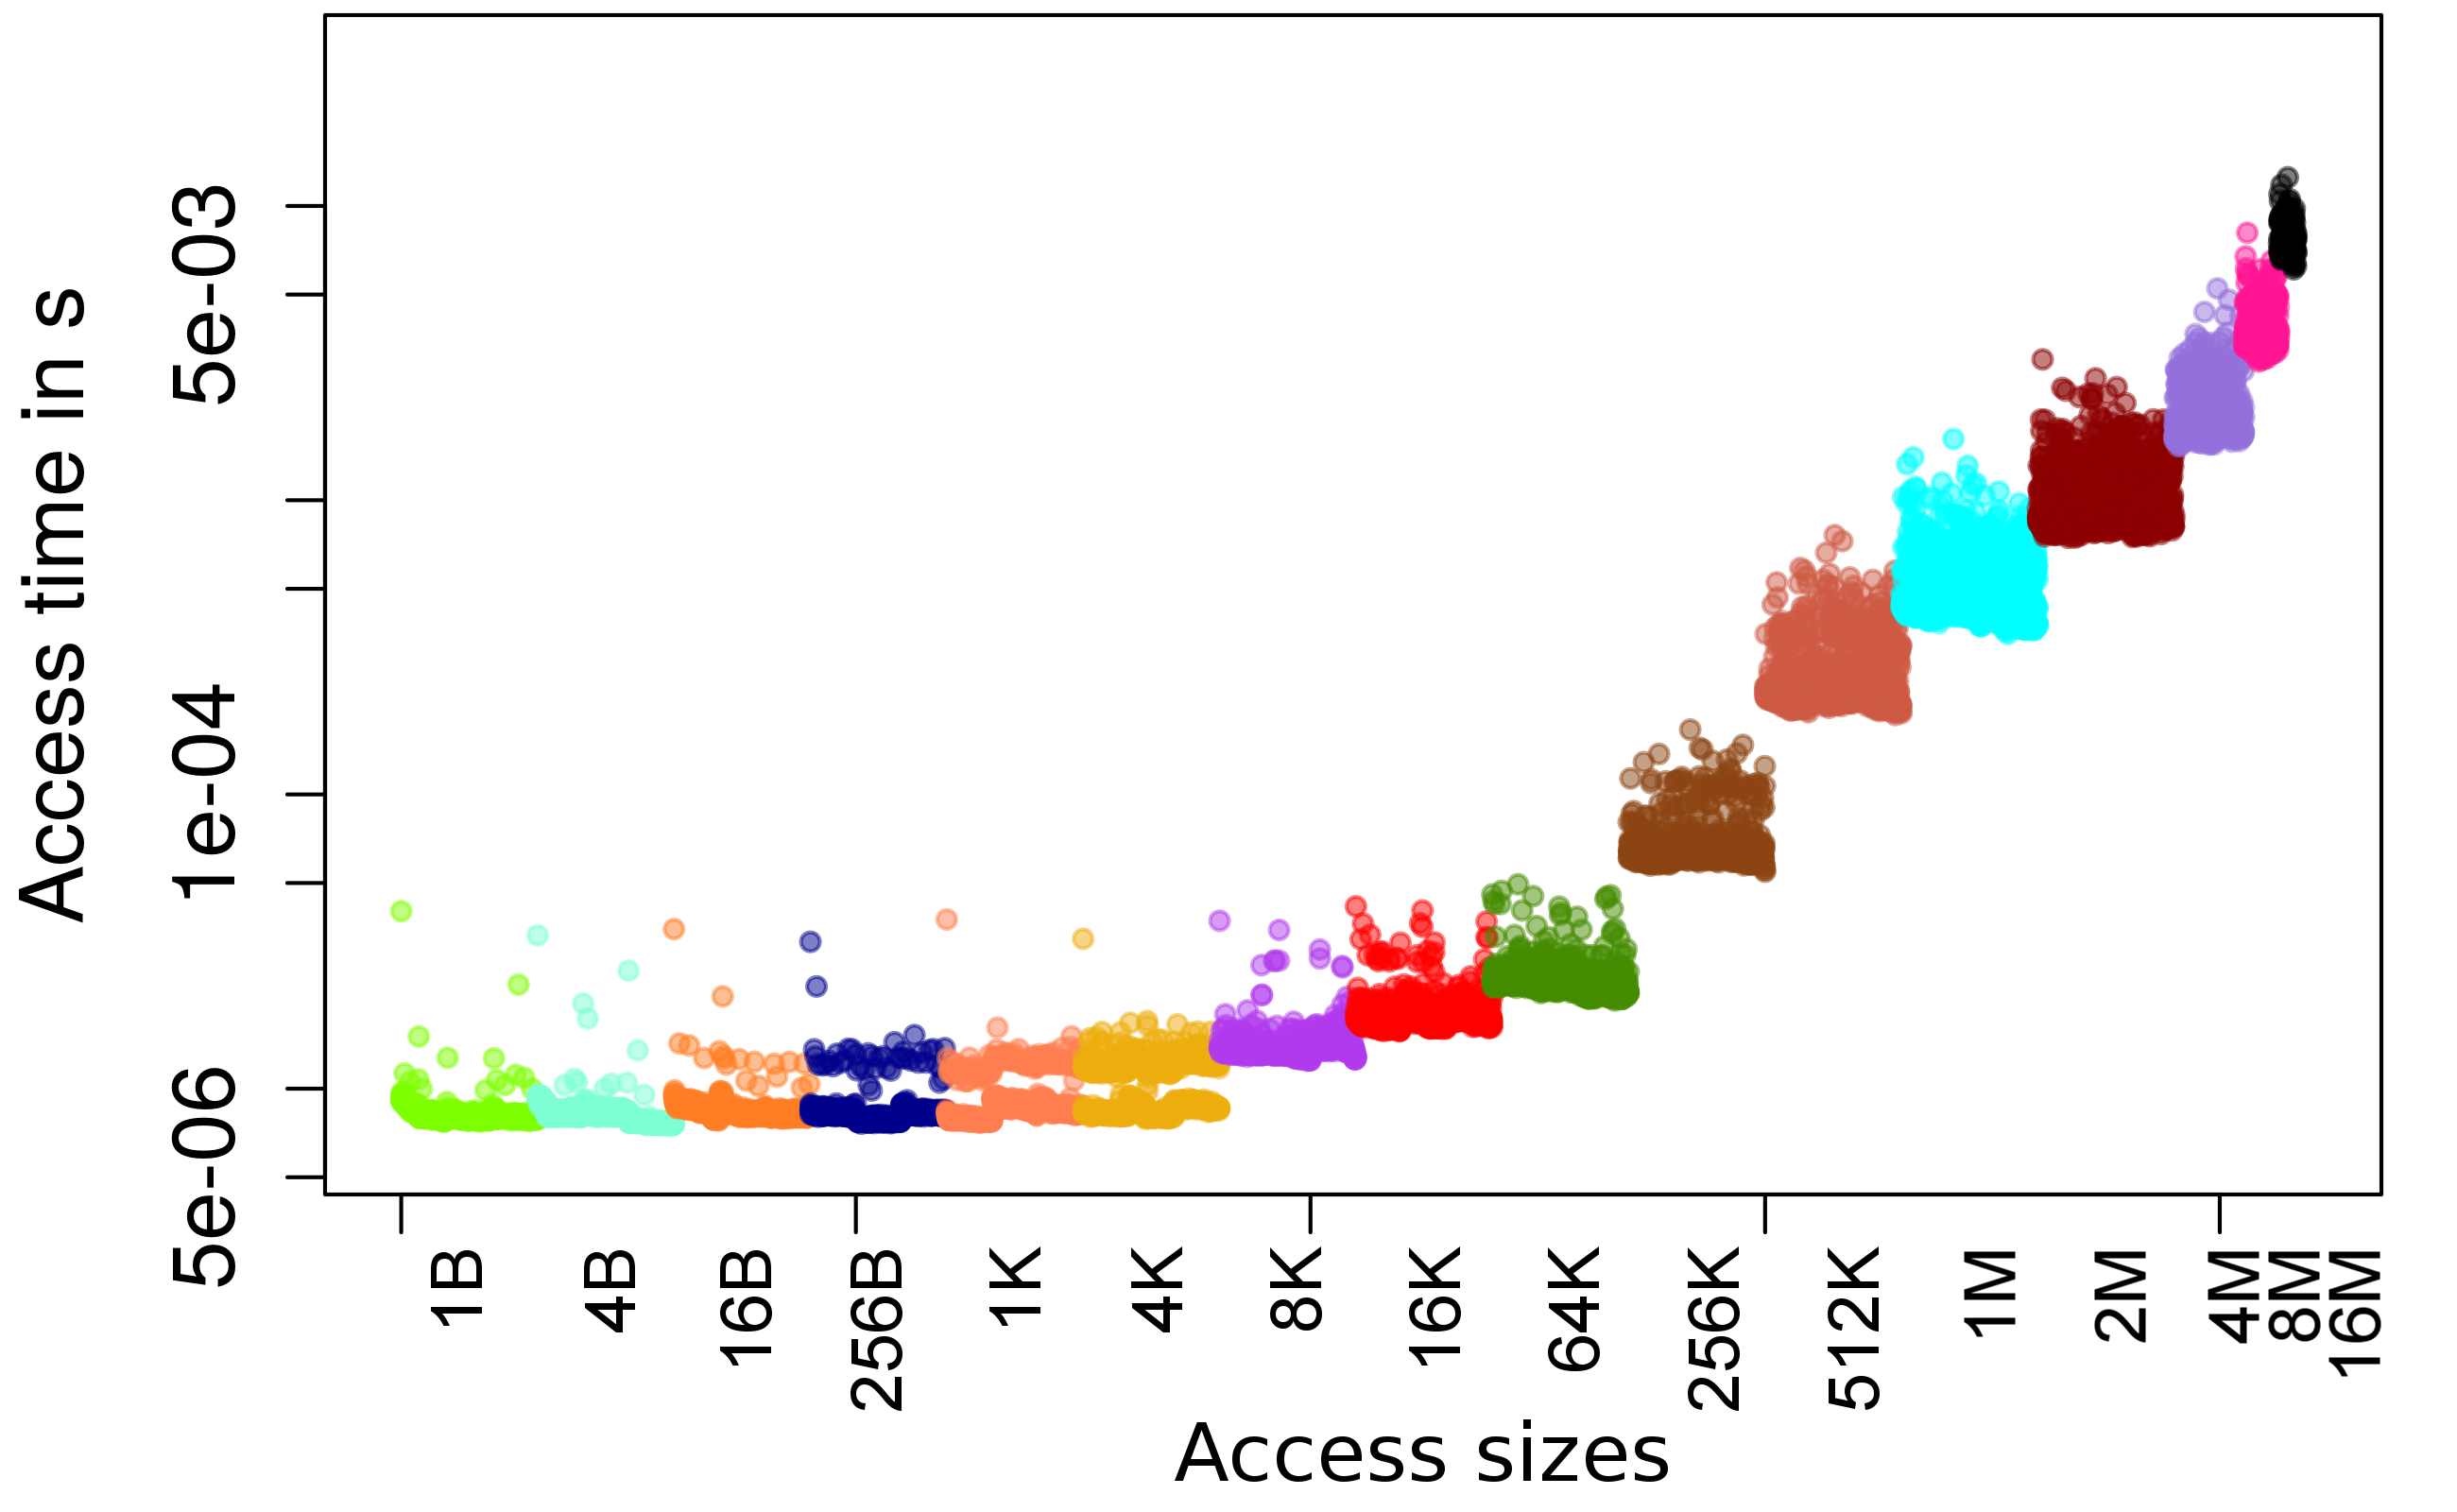 Access time in s
5e-03
1e-04
5e-06
1B
4B
16B
256B
1K
4K
8K
16K
64K
256K
512K
1M
2M
4M
8M
16M
Access sizes